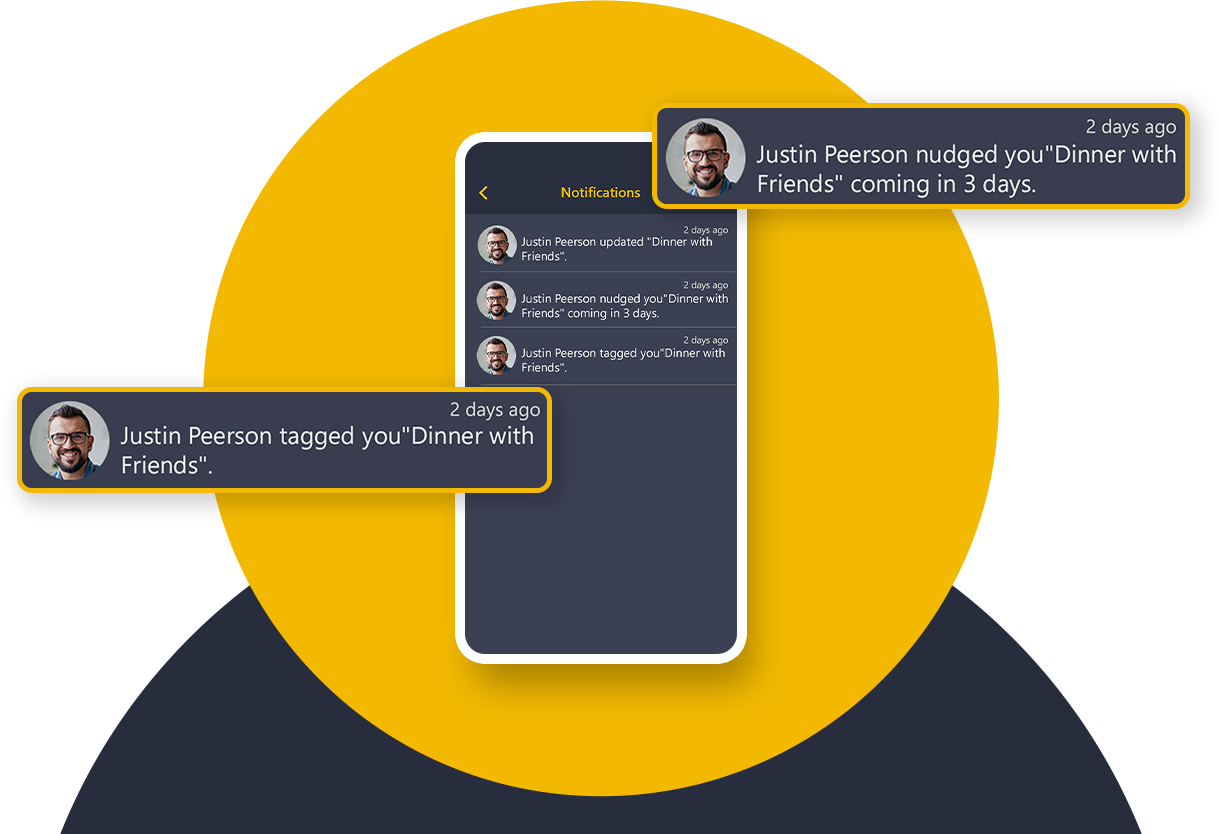 2 days ago
Justin Peerson nudged you"Dinner with
Friends" coming in 3 days.
Notifications
2 days ago
Justin Peerson updated "Dinner with
Friends".
2 days ago
Justin Peerson nudged you"Dinner with
Friends" coming in 3 days.
2 days ago
Justin Peerson tagged you"Dinner with
Friends".
2 days ago
Justin Peerson tagged you"Dinner with
Friends".